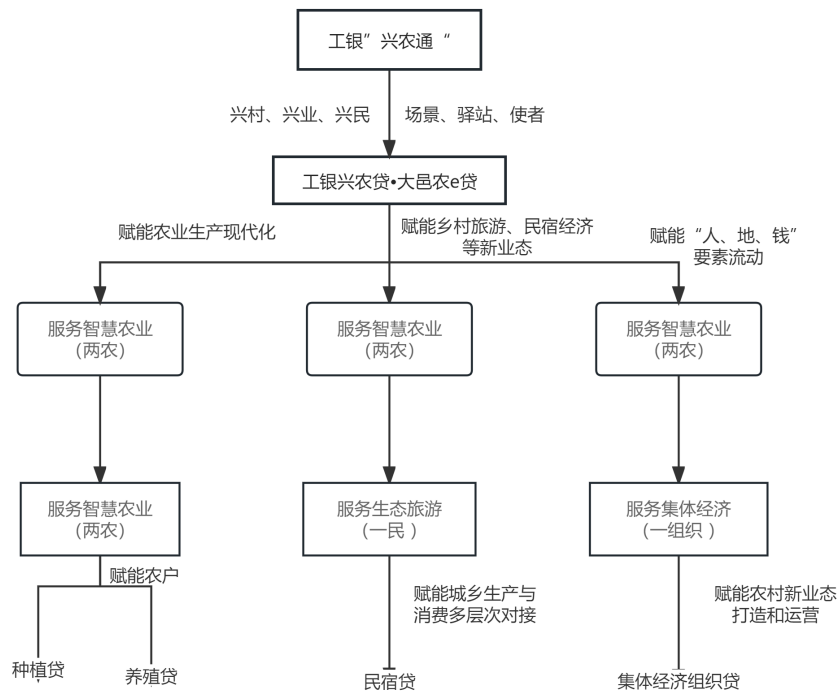 工银”兴农通“
兴村、兴业、兴民
场景、驿站、使者
工银兴农贷•大邑农e贷
赋能农业生产现代化
赋能乡村旅游、民宿经济
等新业态
赋能“人、地、钱”
要素流动
服务智慧农业
（两农）
服务智慧农业
（两农）
服务智慧农业
（两农）
服务智慧农业
（两农）
服务生态旅游
（一民 ）
服务集体经济
（一组织 ）
赋能农户
赋能城乡生产与
消费多层次对接
赋能农村新业态
打造和运营
种植贷
养殖贷
民宿贷
集体经济组织贷